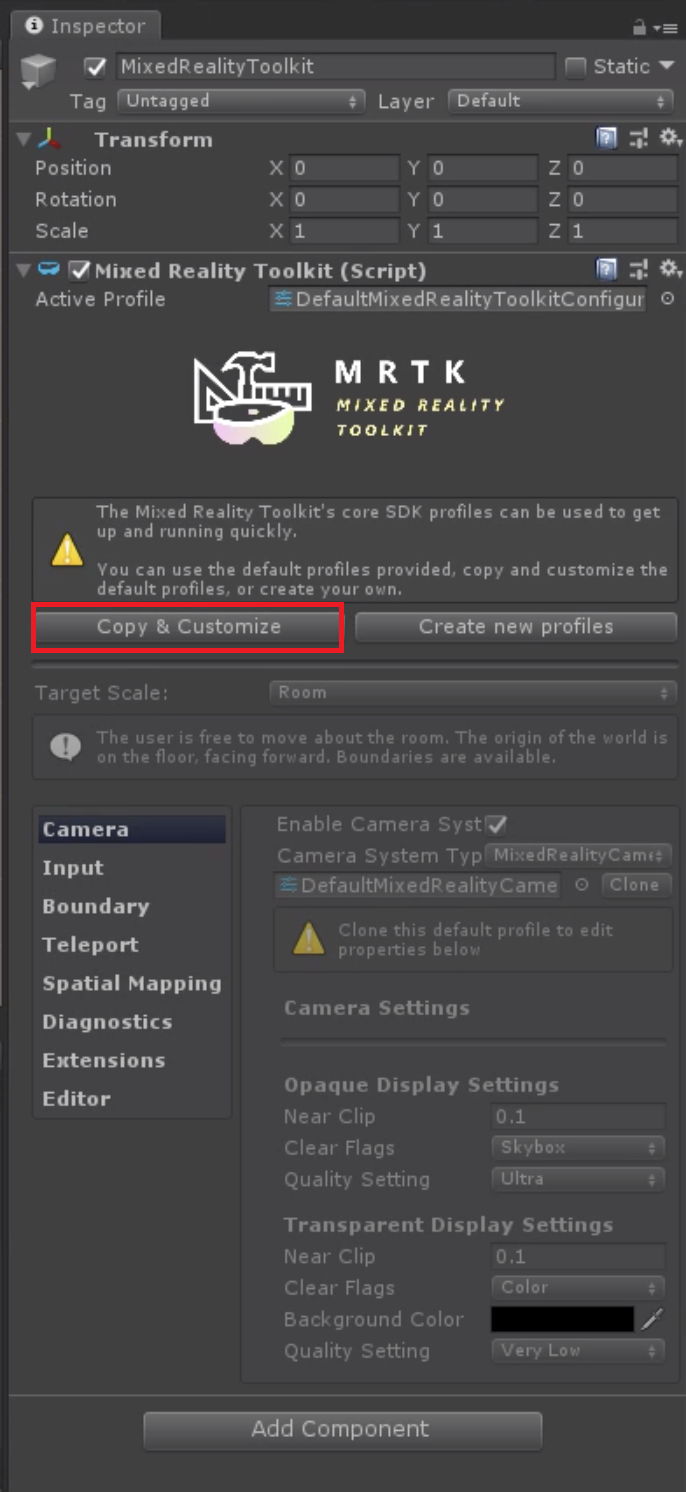 Inspector
MixedRealityToolkit Static
Tag Untagged Layer Default
Transform
Position X 0 Y 0 Z 0
Rotation X 0 Y 0 Z 0
Scale X 1 Y 1 Z 1
Mixed Reality Toolkit (Script)
Active Profile DefaultMixedRealityToolkitConfigur
MRTK
MIXED REALITY
TOOLKIT
The Mixed Reality Toolkit's core SDK profiles can be used to get
up and running quickly.
You can use the default profiles provided, copy and customize the
default profiles, or create your own.
Copy & Customize Create new profiles
Target Scale: Room
The user is free to move about the room. The origin of the world is
on the floor, facing forward. Boundaries are available.
Camera
Input
Boundary
Teleport
Spatial Mapping
Diagnostics
Extensions
Editor
Enable Camera Syst
Camera System Typ MixedRealityCame
DefaultMixedRealityCame Clone
Clone this default profile to edit
properties below
Camera Settings
Opaque Display Settings
Near Clip 0.1
Clear Flags Skybox
Quality Setting Ultra
Transparent Display Settings
Near Clip 0.1
Clear Flags Color
Background Color
Quality Setting Very Low
Add Component